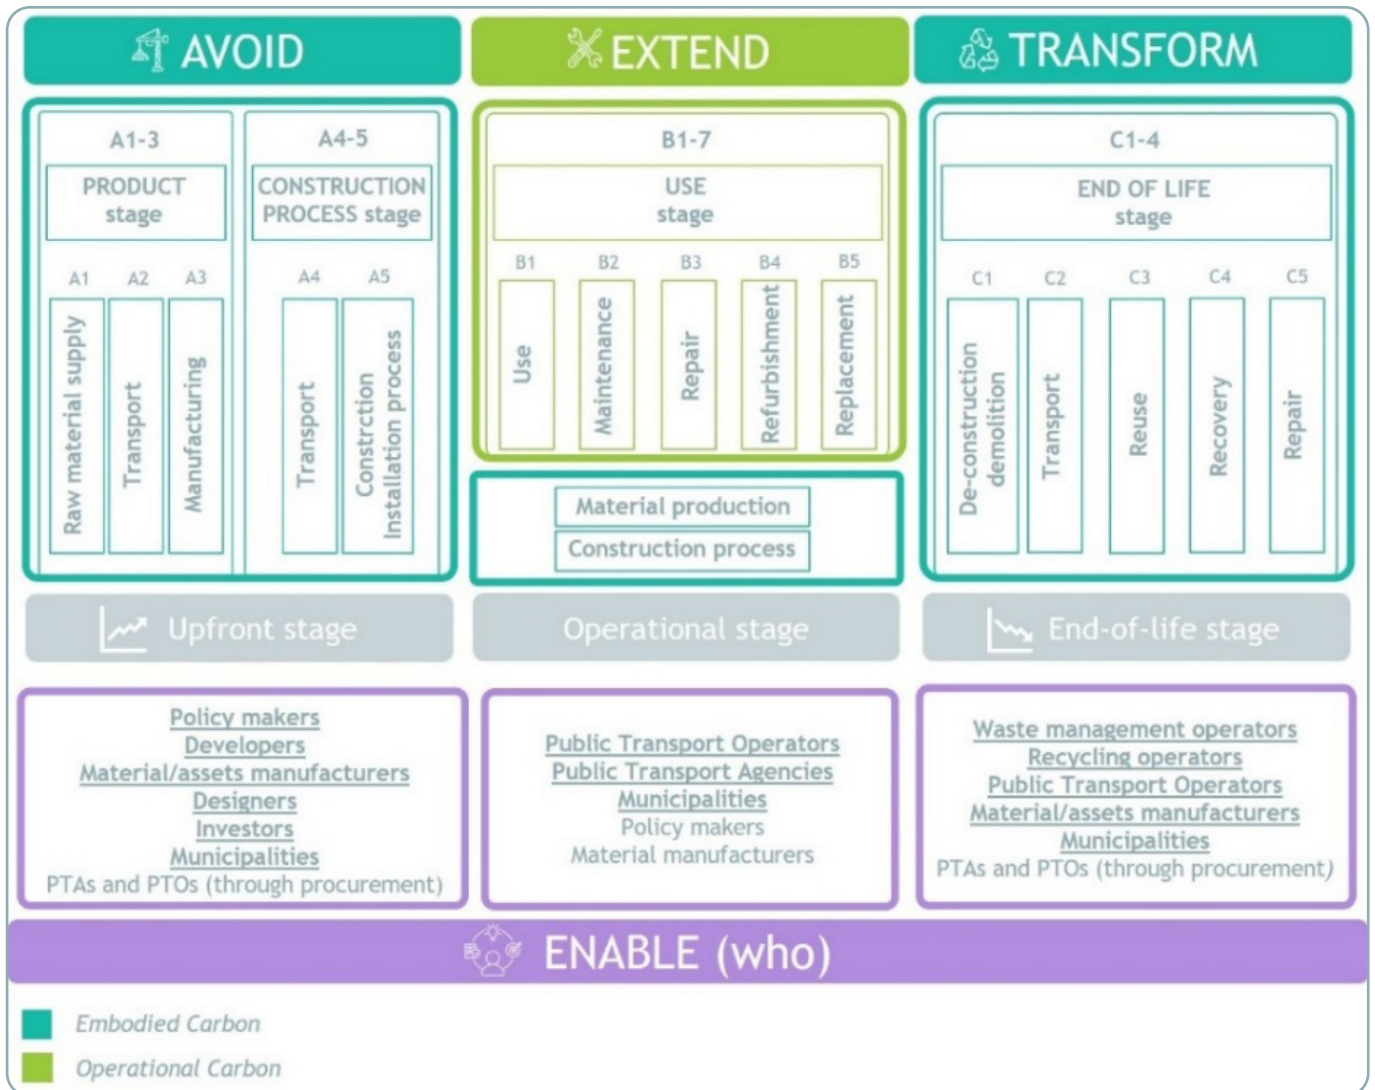 AVOID
EXTEND
TRANSFORM
A1-3
PRODUCT
stage
A1
A2
A3
Raw material supply
Transport
Manufacturing
A4-5
CONSTRUCTION
PROCESS stage
A4
A5
Transport
Constrction
Installation process
B1-7
USE
stage
B1
B2
B3
B4
B5
Use
Maintenance
Repair
Refurbishment
Replacement
Material production
Construction process
C1-4
END OF LIFE
stage
C1
C2
C3
C4
C5
De-construction
demolition
Transport
Reuse
Recovery
Repair
Upfront stage
Operational stage
End-of-life stage
Policy makers
Developers
Material/assets manufacturers
Designers
Investors
Municipalities
PTAs and PTOs (through procurement)
Public Transport Operators
Public Transport Agencies
Municipalities
Policy makers
Material manufacturers
Waste management operators
Recycling operators
Public Transport Operators
Material/assets manufacturers
Municipalities
PTAs and PTOs (through procurement)
ENABLE (who)
Embodied Carbon
Operational Carbon